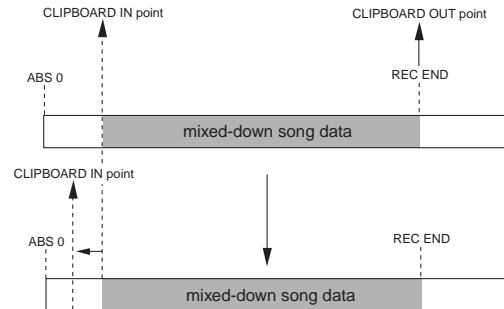 CLIPBOARD IN point
CLIPBOARD OUT point
ABS 0
REC END
mixed-down song data
CLIPBOARD IN point
ABS 0
REC END
mixed-down song data